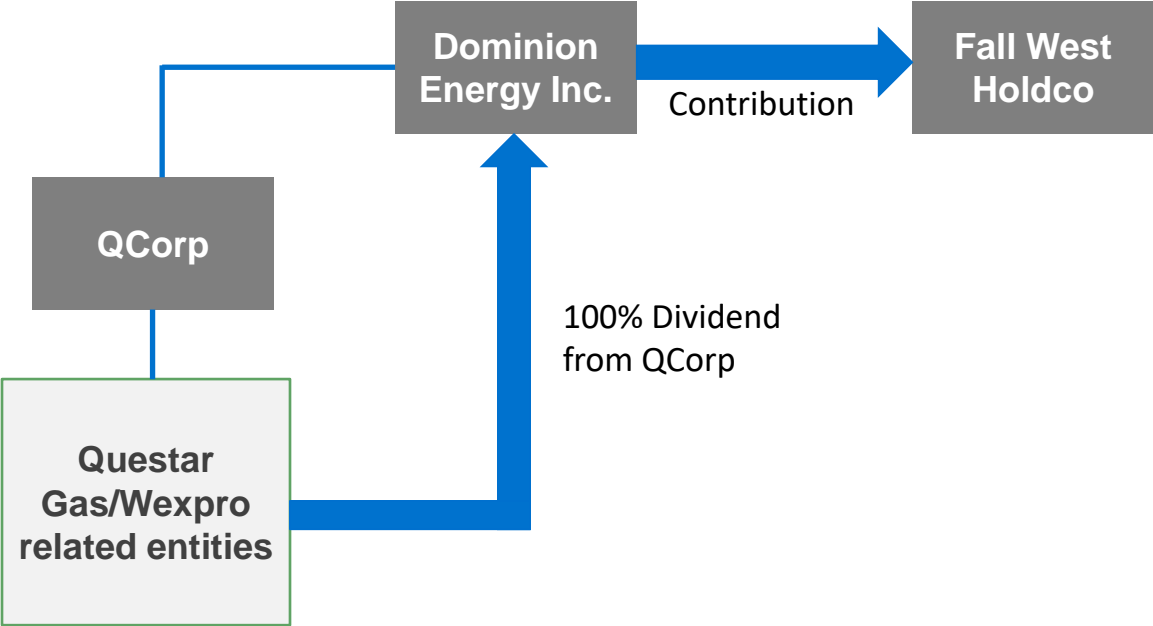 Dominion
Energy Inc.
Contribution
Fall West
Holdco
QCorp
100% Dividend
from QCorp
Questar
Gas/Wexpro
related entities